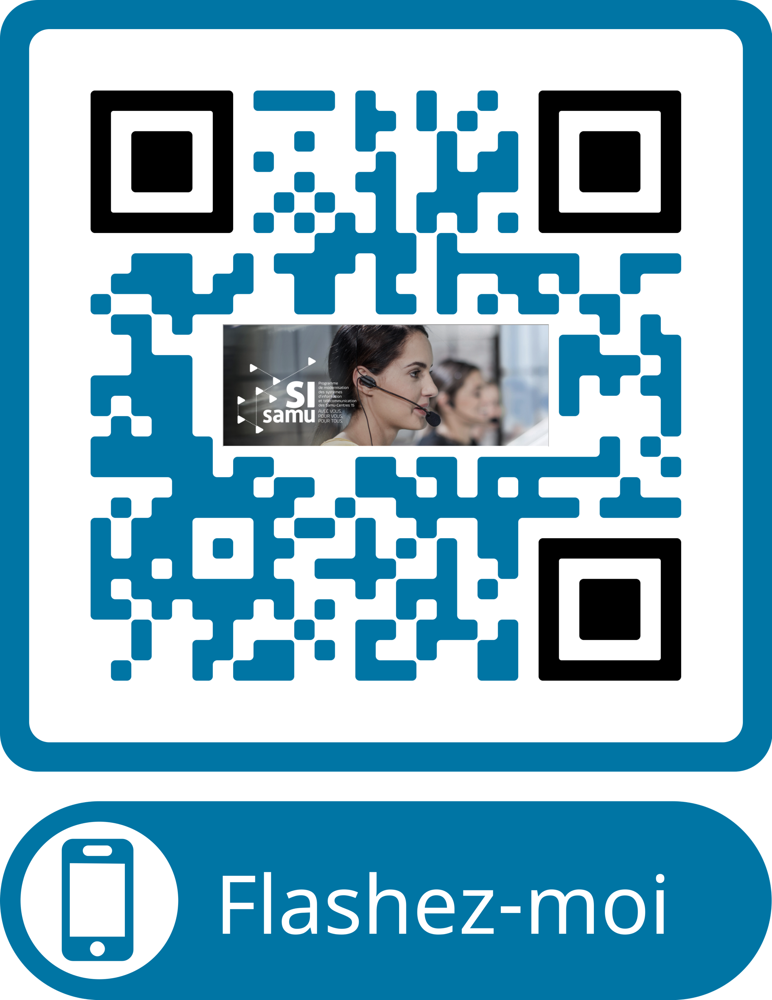 SI
samu
Programme
de modernisation
des systèmes
d'information
et télécommunication
des Samu-Centres 15
AVEC VOUS,
POUR VOUS,
POUR TOUS.
Flashez-moi